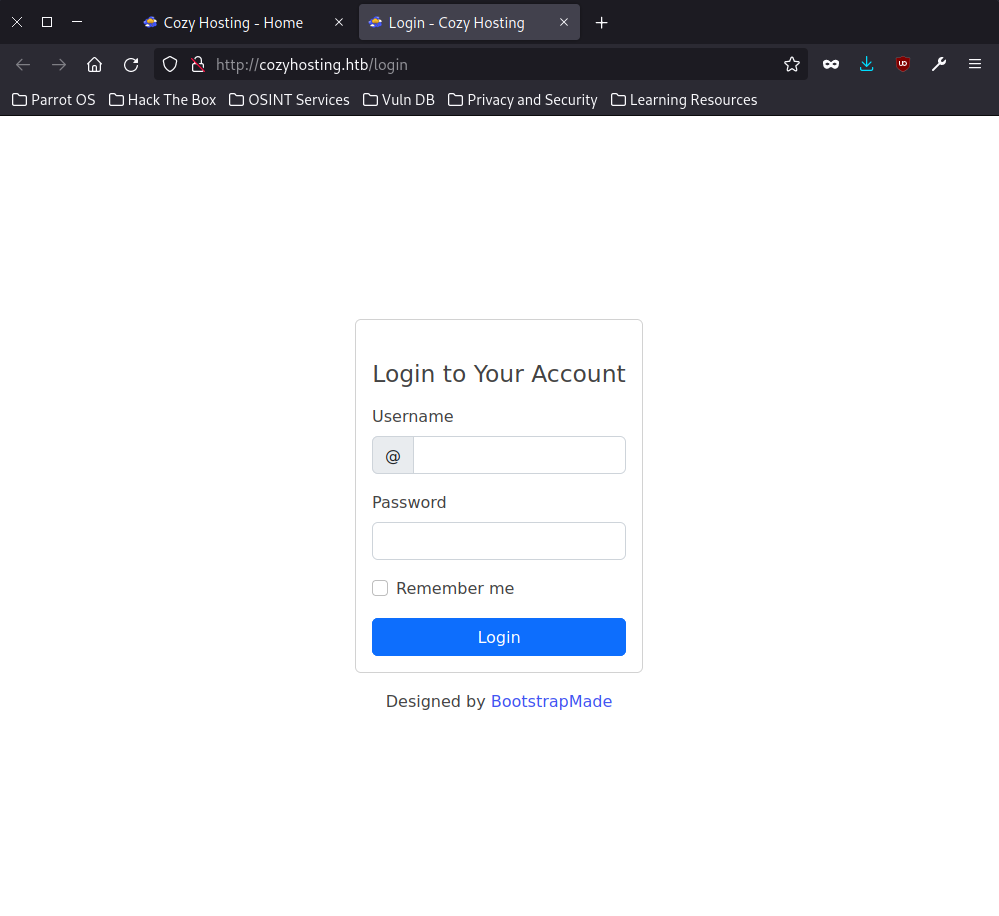 Cozy Hosting - Home
Login - Cozy Hosting
http://cozyhosting.htb/login
Parrot OS Hack The Box OSINT Services Vuln DB Privacy and Security Learning Resources
Login to Your Account
Username
@
Password
Remember me
Login
Designed by BootstrapMade